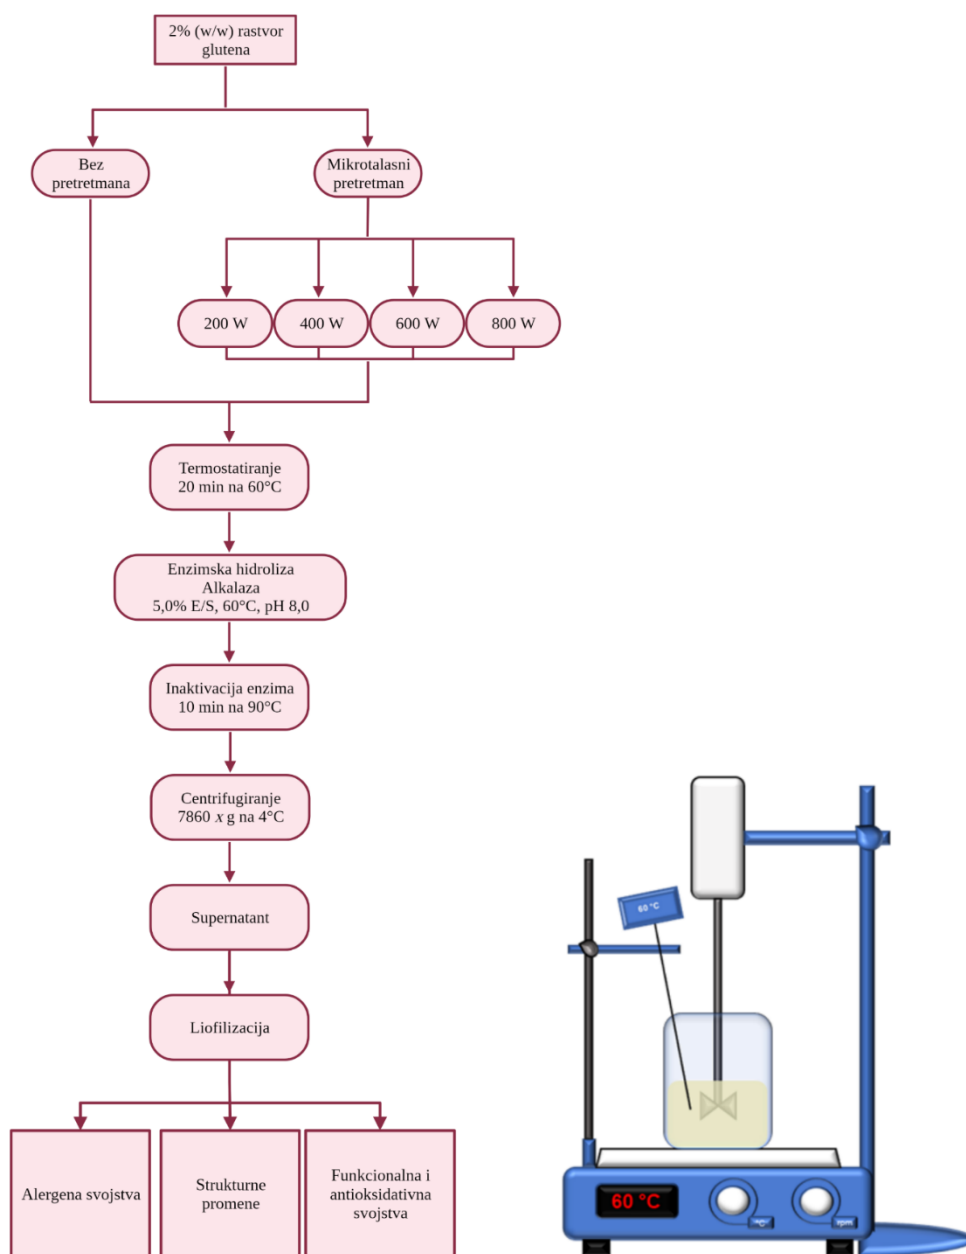 2% (w/w) rastvor
glutena
Bez
pretretmana
Mikrotalasni
pretretman
200 W
400 W
600 W
800 W
Termostatiranje
20 min na 60°C
Enzimska hidroliza
Alkalaza
5,0% E/S, 60°C, pH 8,0
Inaktivacija enzima
10 min na 90°C
Centrifugiranje
7860 x g na 4°C
Supernatant
Liofilizacija
Alergena svojstva
Strukturne
promene
Funkcionalna i
antioksidativna
svojstva
60 °C
60 °C
°C
rpm